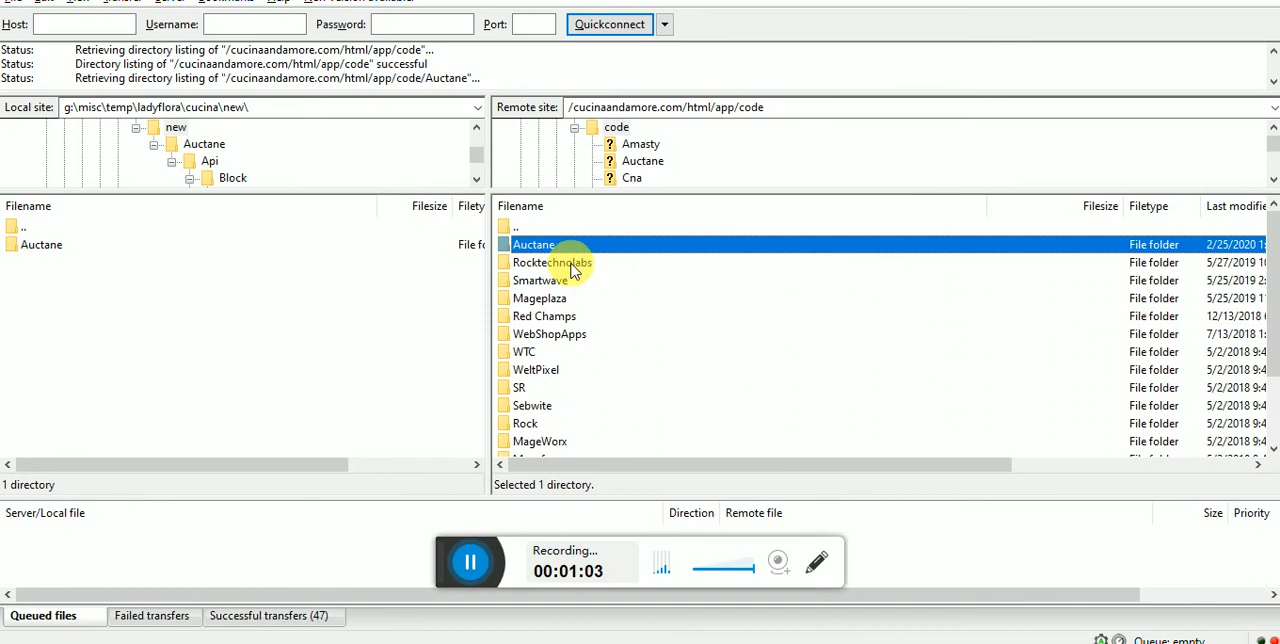 Host: Username: Password: Port: Quickconnect
Status: Retrieving directory listing of "/cucinaandamore.com/html/app/code"...
Status: Directory listing of "/cucinaandamore.com/html/app/code" successful
Status: Retrieving directory listing of "/cucinaandamore.com/html/app/code/Auctane"...
Local site: g:\misc\temp\ladyflora\cucina\new\ Remote site: /cucinaandamore.com/html/app/code
new code
Auctane ? Amasty
Api ? Auctane
Block ? Cna
Filename Filesize Filety Filename Filesize Filetype Last modifie
.. ..
Auctane File fo Auctane File folder 2/25/2020 1:
Rocktechnolabs File folder 5/27/2019 10
Smartwave File folder 5/25/2019 2:
Mageplaza File folder 5/25/2019 1
Red Champs File folder 12/13/2018
WebShopApps File folder 7/13/2018 1:
WTC File folder 5/2/2018 9:4
WeltPixel File folder 5/2/2018 9:4
SR File folder 5/2/2018 9:4
Sebwite File folder 5/2/2018 9:4
Rock File folder 5/2/2018 9:4
MageWorx File folder 5/2/2018 9:4
1 directory Selected 1 directory.
Server/Local file Direction Remote file Size Priority
Recording...
00:01:03
Queued files Failed transfers Successful transfers (47)
Queue: empty